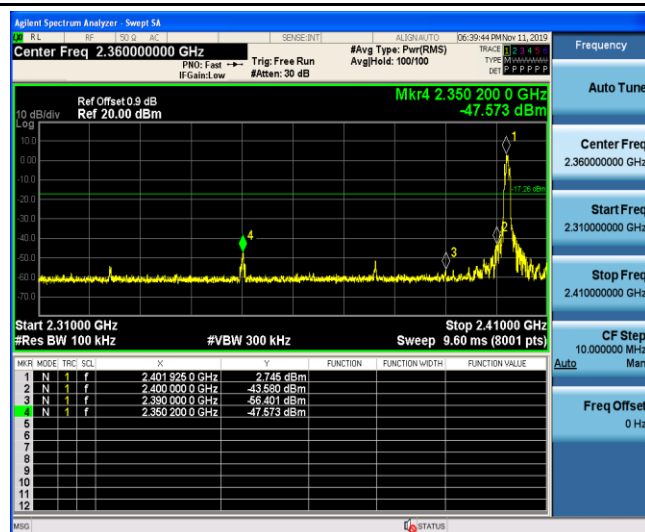 Agilent Spectrum Analyzer - Swept SA
RL RF 50 Ω AC SENSE:INT ALIGN AUTO 06:39:44 PM Nov 11, 2019
Center Freq 2.360000000 GHz
PNO: Fast
IFGain:Low
Trig: Free Run
#Atten: 30 dB
#Avg Type: Pwr(RMS)
Avg|Hold: 100/100
TRACE 1 2 3 4 5 6
TYPE M
DET P P P P P P
Ref Offset 0.9 dB
10 dB/div Ref 20.00 dBm
Log
Mkr4 2.350 200 0 GHz
-47.573 dBm
10.0
0.00
-10.0
-20.0
-30.0
-40.0
-50.0
-60.0
-70.0
1
2
3
4
-17.26 dBm
Start 2.31000 GHz Stop 2.41000 GHz
#Res BW 100 kHz #VBW 300 kHz Sweep 9.60 ms (8001 pts)
MKR MODE TRC SCL X Y FUNCTION FUNCTION WIDTH FUNCTION VALUE
1 N 1 f 2.401 925 0 GHz 2.745 dBm
2 N 1 f 2.400 000 0 GHz -43.580 dBm
3 N 1 f 2.390 000 0 GHz -56.401 dBm
4 N 1 f 2.350 200 0 GHz -47.573 dBm
5
6
7
8
9
10
11
12
MSG STATUS
Frequency
Auto Tune
Center Freq
2.360000000 GHz
Start Freq
2.310000000 GHz
Stop Freq
2.410000000 GHz
CF Step
10.000000 MHz
Auto Man
Freq Offset
0 Hz